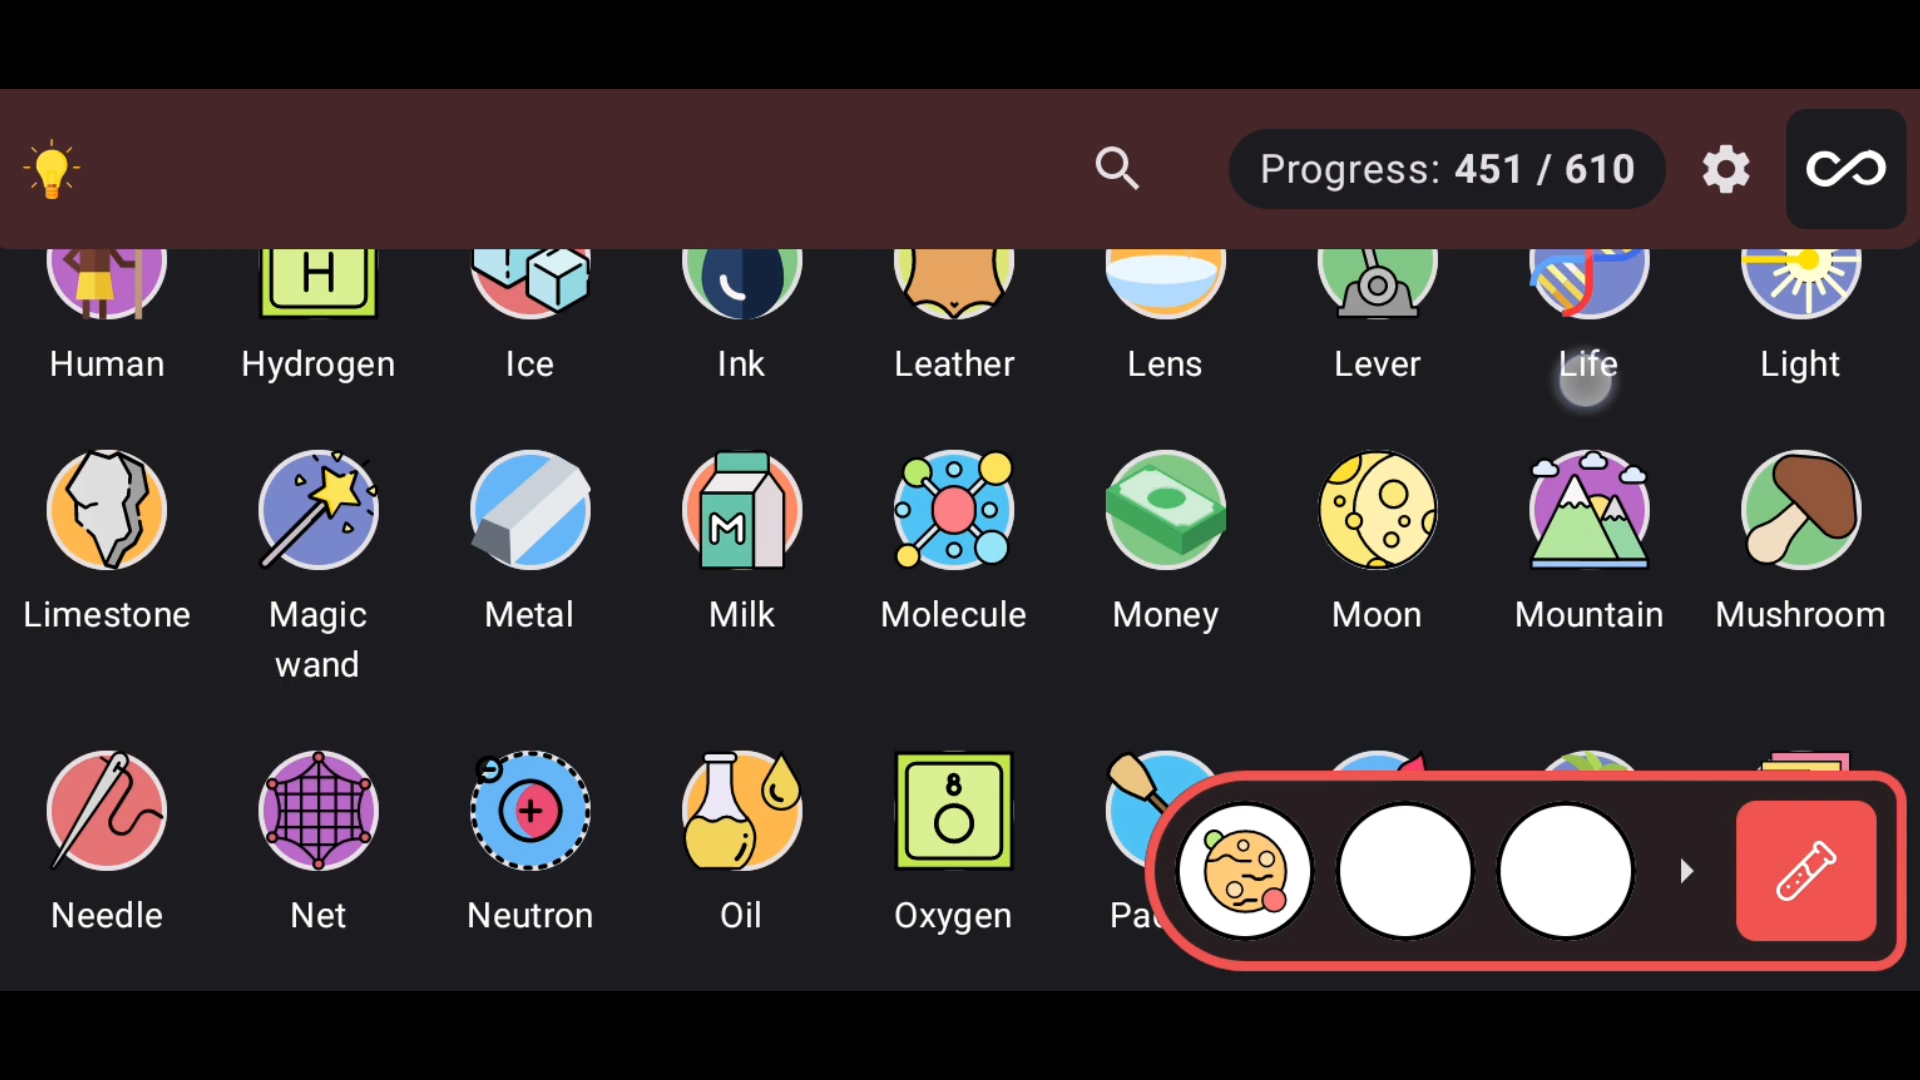 Progress: 451 / 610
H
Human Hydrogen Ice Ink Leather Lens Lever Life Light
M
Limestone Magic Metal Milk Molecule Money Moon Mountain Mushroom
wand
8
O
Needle Net Neutron Oil Oxygen